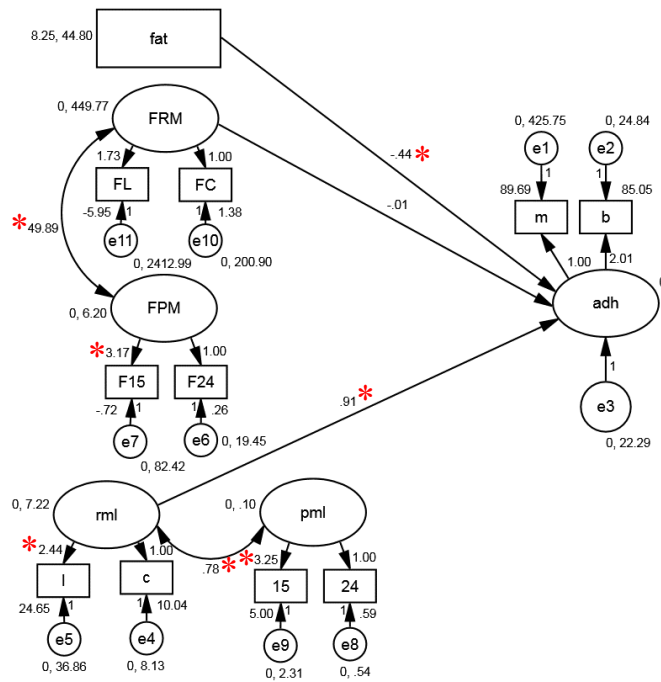 8.25, 44.80
fat
0, 449.77
FRM
1.73
1.00
FL
FC
-5.95
1
1
1.38
e11
e10
0, 2412.99
0, 200.90
*49.89
0, 6.20
FPM
*3.17
1.00
F15
F24
-.72
1
1
.26
e7
e6
0, 82.42
0, 19.45
-.44 *
-.01
.91 *
0, 425.75
0, 24.84
e1
e2
1
1
89.69
85.05
m
b
1.00
2.01
adh
0
1
e3
0, 22.29
0, 7.22
rml
0, .10
pml
*2.44
1.00
.78 *
*3.25
1.00
l
c
15
24
24.65
1
1
10.04
5.00
1
1
.59
e5
e4
e9
e8
0, 36.86
0, 8.13
0, 2.31
0, .54